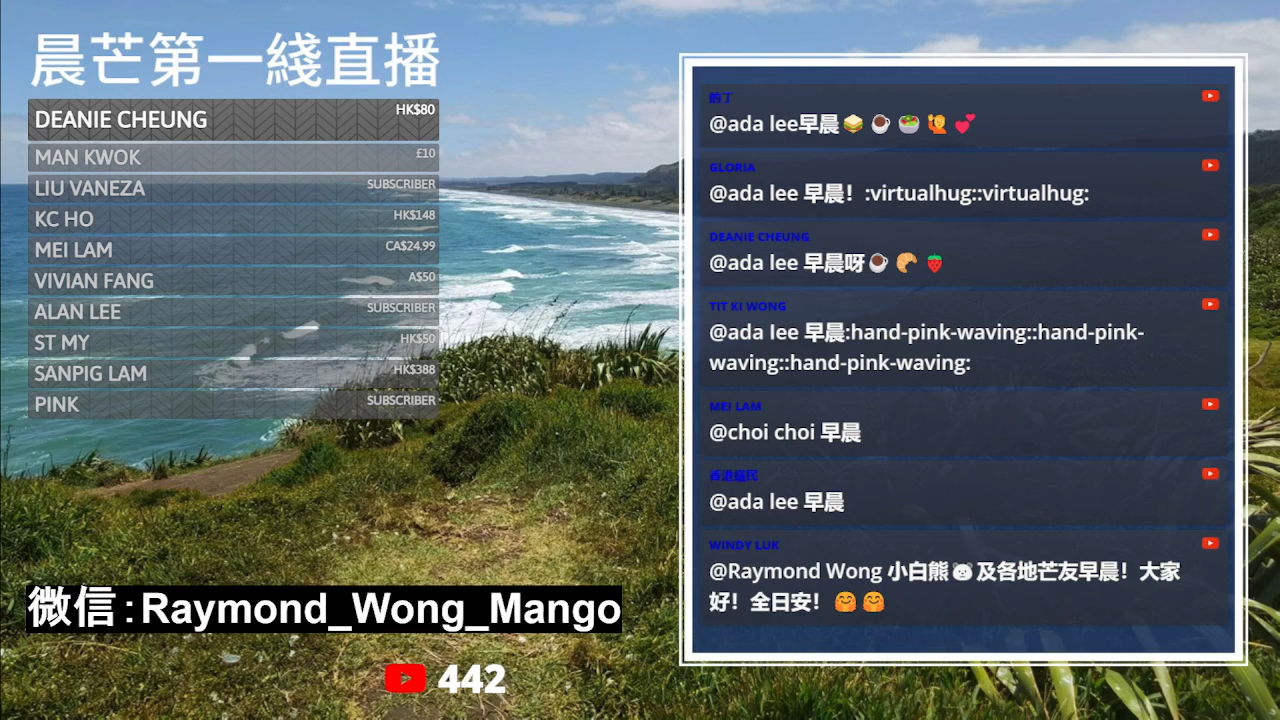 晨芒第一綫直播
DEANIE CHEUNG HK$80
MAN KWOK £10
LIU VANEZA SUBSCRIBER
KC HO HK$148
MEI LAM CA$24.99
VIVIAN FANG A$50
ALAN LEE SUBSCRIBER
ST MY HK$50
SANPIG LAM HK$388
PINK SUBSCRIBER
微信:Raymond_Wong_Mango
442
的丁
@ada lee早晨🥪 ☕ 🥗 🙋 💕
GLORIA
@ada lee 早晨！:virtualhug::virtualhug:
DEANIE CHEUNG
@ada lee 早晨呀☕ 🥐 🍓
TIT KI WONG
@ada lee 早晨:hand-pink-waving::hand-pink-
waving::hand-pink-waving:
MEI LAM
@choi choi 早晨
@ada lee 早晨
WINDY LUK
@Raymond Wong 小白熊🐻‍❄️及各地芒友早晨！大家
好！全日安！🤗 🤗